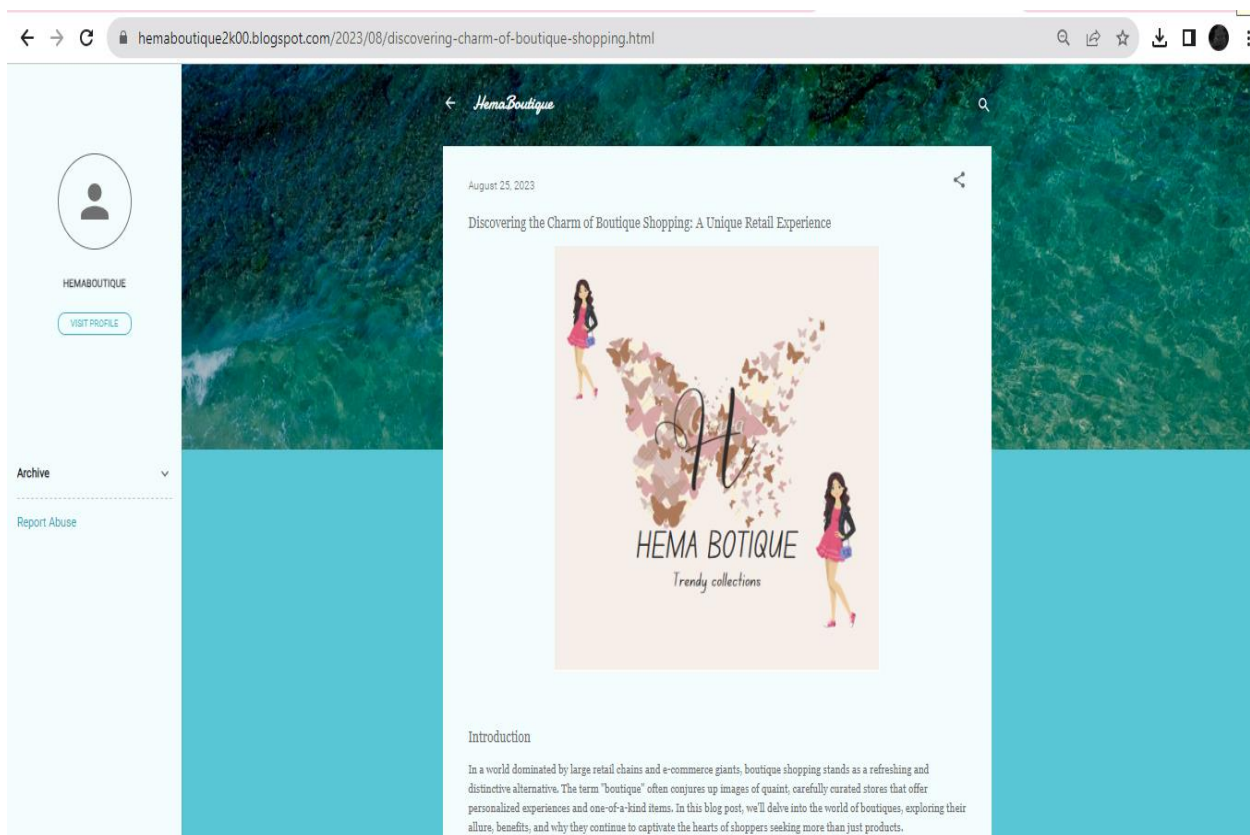 hemaboutique2k00.blogspot.com/2023/08/discovering-charm-of-boutique-shopping.html
HemaBoutique
HEMABOUTIQUE
VISIT PROFILE
Archive
Report Abuse
August 25, 2023
Discovering the Charm of Boutique Shopping: A Unique Retail Experience
H
HEMA BOTIQUE
Trendy collections
Introduction
In a world dominated by large retail chains and e-commerce giants, boutique shopping stands as a refreshing and
distinctive alternative. The term "boutique" often conjures up images of quaint, carefully curated stores that offer
personalized experiences and one-of-a-kind items. In this blog post, we'll delve into the world of boutiques, exploring their
allure, benefits, and why they continue to captivate the hearts of shoppers seeking more than just products.